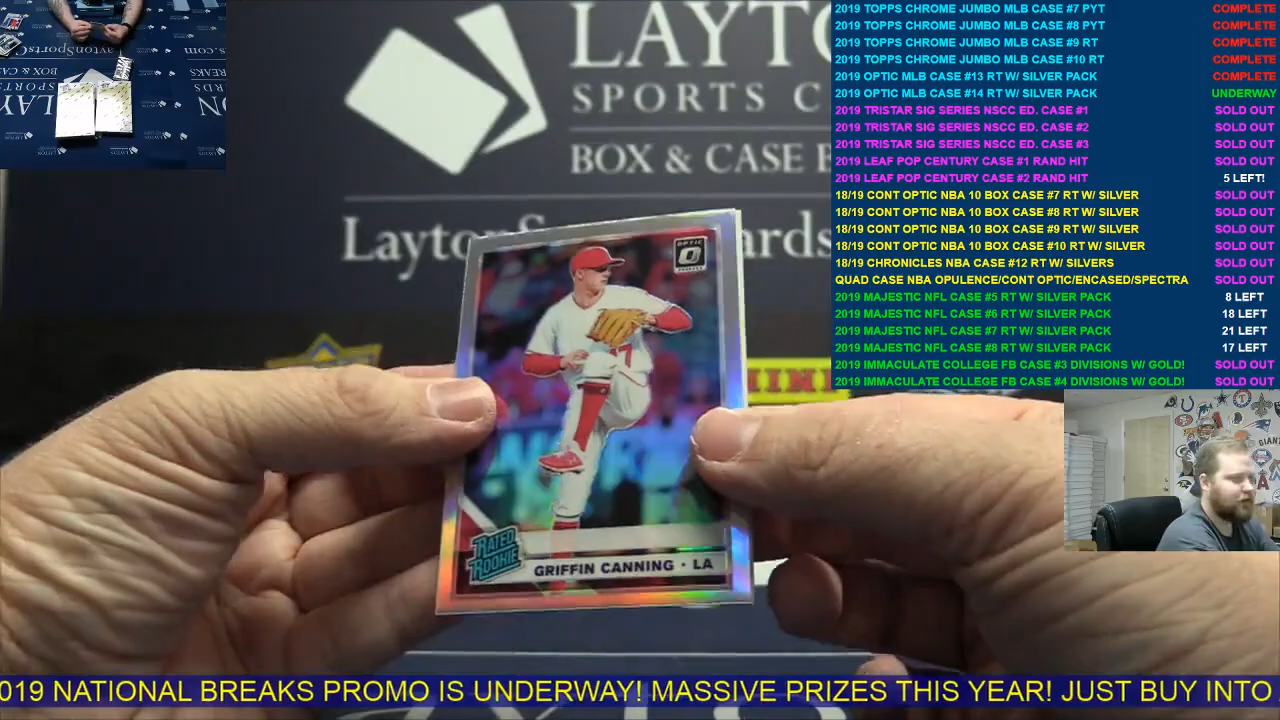 2019 TOPPS CHROME JUMBO MLB CASE #7 PYT COMPLETE
2019 TOPPS CHROME JUMBO MLB CASE #8 PYT COMPLETE
2019 TOPPS CHROME JUMBO MLB CASE #9 RT COMPLETE
2019 TOPPS CHROME JUMBO MLB CASE #10 RT COMPLETE
2019 OPTIC MLB CASE #13 RT W/ SILVER PACK COMPLETE
2019 OPTIC MLB CASE #14 RT W/ SILVER PACK UNDERWAY
2019 TRISTAR SIG SERIES NSCC ED. CASE #1 SOLD OUT
2019 TRISTAR SIG SERIES NSCC ED. CASE #2 SOLD OUT
2019 TRISTAR SIG SERIES NSCC ED. CASE #3 SOLD OUT
2019 LEAF POP CENTURY CASE #1 RAND HIT SOLD OUT
2019 LEAF POP CENTURY CASE #2 RAND HIT 5 LEFT!
18/19 CONT OPTIC NBA 10 BOX CASE #7 RT W/ SILVER SOLD OUT
18/19 CONT OPTIC NBA 10 BOX CASE #8 RT W/ SILVER SOLD OUT
18/19 CONT OPTIC NBA 10 BOX CASE #9 RT W/ SILVER SOLD OUT
18/19 CONT OPTIC NBA 10 BOX CASE #10 RT W/ SILVER SOLD OUT
18/19 CHRONICLES NBA CASE #12 RT W/ SILVERS SOLD OUT
QUAD CASE NBA OPULENCE/CONT OPTIC/ENCASED/SPECTRA SOLD OUT
2019 MAJESTIC NFL CASE #5 RT W/ SILVER PACK 8 LEFT
2019 MAJESTIC NFL CASE #6 RT W/ SILVER PACK 18 LEFT
2019 MAJESTIC NFL CASE #7 RT W/ SILVER PACK 21 LEFT
2019 MAJESTIC NFL CASE #8 RT W/ SILVER PACK 17 LEFT
2019 IMMACULATE COLLEGE FB CASE #3 DIVISIONS W/ GOLD! SOLD OUT
2019 IMMACULATE COLLEGE FB CASE #4 DIVISIONS W/ GOLD! SOLD OUT
LAYTO
SPORTS C
BOX & CASE
Layton
rds
OPTIC
RATED
ROOKIE
GRIFFIN CANNING • LA
019 NATIONAL BREAKS PROMO IS UNDERWAY! MASSIVE PRIZES THIS YEAR! JUST BUY INTO